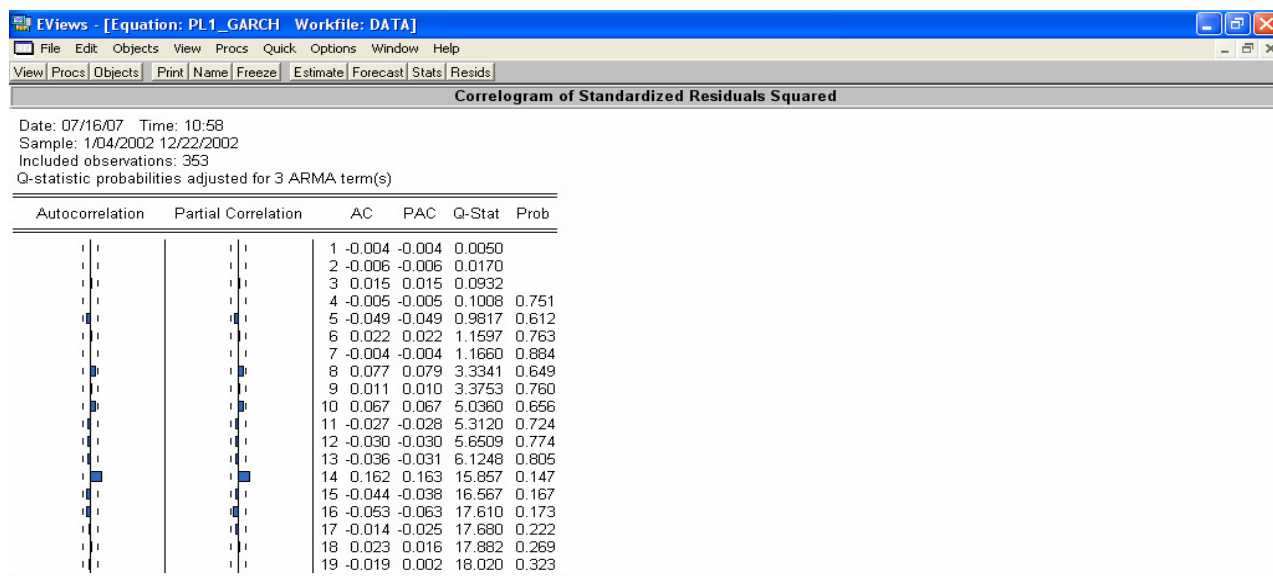 EViews - [Equation: PL1_GARCH Workfile: DATA]
File Edit Objects View Procs Quick Options Window Help
View Procs Objects Print Name Freeze Estimate Forecast Stats Resids
Correlogram of Standardized Residuals Squared
Date: 07/16/07 Time: 10:58
Sample: 1/04/2002 12/22/2002
Included observations: 353
Q-statistic probabilities adjusted for 3 ARMA term(s)
Autocorrelation Partial Correlation AC PAC Q-Stat Prob
1 -0.004 -0.004 0.0050
2 -0.006 -0.006 0.0170
3 0.015 0.015 0.0932
4 -0.005 -0.005 0.1008 0.751
5 -0.049 -0.049 0.9817 0.612
6 0.022 0.022 1.1597 0.763
7 -0.004 -0.004 1.1660 0.884
8 0.077 0.079 3.3341 0.649
9 0.011 0.010 3.3753 0.760
10 0.067 0.067 5.0360 0.656
11 -0.027 -0.028 5.3120 0.724
12 -0.030 -0.030 5.6509 0.774
13 -0.036 -0.031 6.1248 0.805
14 0.162 0.163 15.857 0.147
15 -0.044 -0.038 16.567 0.167
16 -0.053 -0.063 17.610 0.173
17 -0.014 -0.025 17.680 0.222
18 0.023 0.016 17.882 0.269
19 -0.019 0.002 18.020 0.323